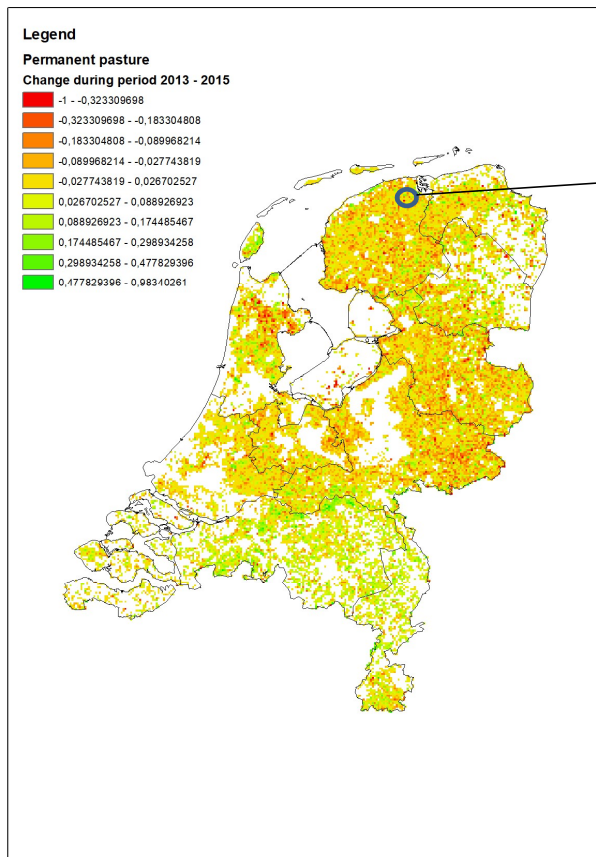 Legend
Permanent pasture
Change during period 2013 - 2015
-1 - -0,323309698
-0,323309698 - -0,183304808
-0,183304808 - -0,089968214
-0,089968214 - -0,027743819
-0,027743819 - 0,026702527
0,026702527 - 0,088926923
0,088926923 - 0,174485467
0,174485467 - 0,298934258
0,298934258 - 0,477829396
0,477829396 - 0,98340261